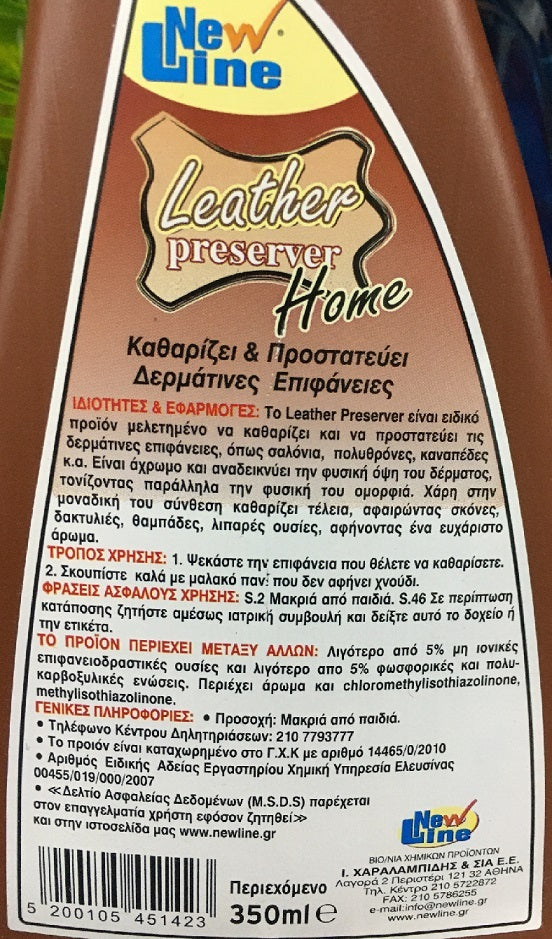 New
Line
Leather
preserver
Home
Καθαρίζει & Προστατεύει
Δερμάτινες Επιφάνειες
ΙΔΙΟΤΗΤΕΣ & ΕΦΑΡΜΟΓΕΣ: Το Leather Preserver είναι ειδικό
προϊόν μελετημένο να καθαρίζει και να προστατεύει τις
δερμάτινες επιφάνειες, όπως σαλόνια, πολυθρόνες, καναπέδες
κ.α. Είναι άχρωμο και αναδεικνύει την φυσική όψη του δέρματος,
τονίζοντας παράλληλα την φυσική του ομορφιά. Χάρη στην
μοναδική του σύνθεση καθαρίζει τέλεια, αφαιρώντας σκόνες,
δακτυλιές, θαμπάδες, λιπαρές ουσίες, αφήνοντας ένα ευχάριστο
άρωμα.
ΤΡΟΠΟΣ ΧΡΗΣΗΣ: 1. Ψεκάστε την επιφάνεια που θέλετε να καθαρίσετε.
2. Σκουπίστε καλά με μαλακό πανί που δεν αφήνει χνούδι.
ΦΡΑΣΕΙΣ ΑΣΦΑΛΟΥΣ ΧΡΗΣΗΣ: S.2 Μακριά από παιδιά. S.46 Σε περίπτωση
κατάποσης ζητήστε αμέσως ιατρική συμβουλή και δείξτε αυτό το δοχείο ή
την ετικέτα.
ΤΟ ΠΡΟΪΟΝ ΠΕΡΙΕΧΕΙ ΜΕΤΑΞΥ ΑΛΛΩΝ: Λιγότερο από 5% μη ιονικές
επιφανειοδραστικές ουσίες και λιγότερο απο 5% φωσφορικές και πολυ-
καρβοξυλικές ενώσεις. Περιέχει άρωμα και chloromethylisothiazolinone,
methylisothiazolinone.
ΓΕΝΙΚΕΣ ΠΛΗΡΟΦΟΡΙΕΣ: • Προσοχή: Μακριά από παιδιά.
• Τηλέφωνο Κέντρου Δηλητηριάσεων: 210 7793777
• Το προιόν είναι καταχωρημένο στο Γ.Χ.Κ με αριθμό 14465/0/2010
• Αριθμός Ειδικής Αδείας Εργαστηρίου Χημική Υπηρεσία Ελευσίνας
00455/019/000/2007
• ≪Δελτίο Ασφαλείας Δεδομένων (M.S.D.S) παρέχεται
στον επαγγελματία χρήστη εφόσον ζητηθεί≫
και στην ιστοσελίδα μας www.newline.gr
New
Line
ΒΙΟ/ΝΙΑ ΧΗΜΙΚΩΝ ΠΡΟΪΟΝΤΩΝ
Ι. ΧΑΡΑΛΑΜΠΙΔΗΣ & ΣΙΑ Ε.Ε.
Λαγορά 2 Περιστέρι 121 32 ΑΘΗΝΑ
Τηλ. Κέντρο 210 5722872
FAX: 210 5786255
e-mail:info@newline.gr
www.newline.gr
Περιεχόμενο
350ml e
5 200105 451423